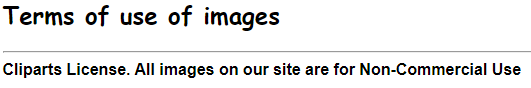 Terms of use of images
Cliparts License. All images on our site are for Non-Commercial Use